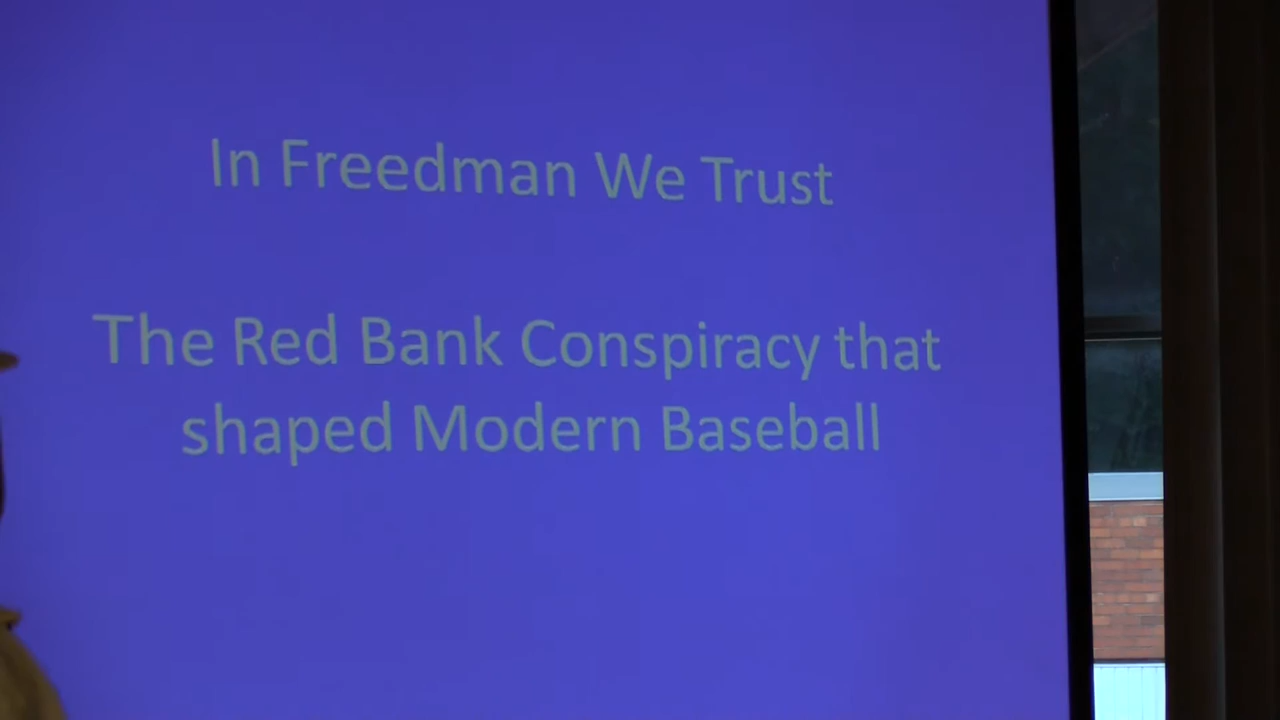 In Freedman We Trust
The Red Bank Conspiracy that
shaped Modern Baseball